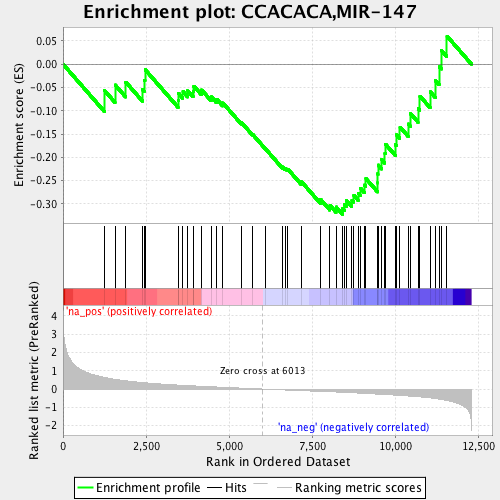 Enrichment plot: CCACACA,MIR-147
Enrichment score (ES)
0.05
0.00
-0.05
-0.10
-0.15
-0.20
-0.25
-0.30
'na_pos' (positively correlated)
Ranked list metric (PreRanked)
4
3
2
1
0
-1
-2
Zero cross at 6013
'na_neg' (negatively correlated)
0
2,500
5,000
7,500
10,000
12,500
Rank in Ordered Dataset
Enrichment profile
Hits
Ranking metric scores